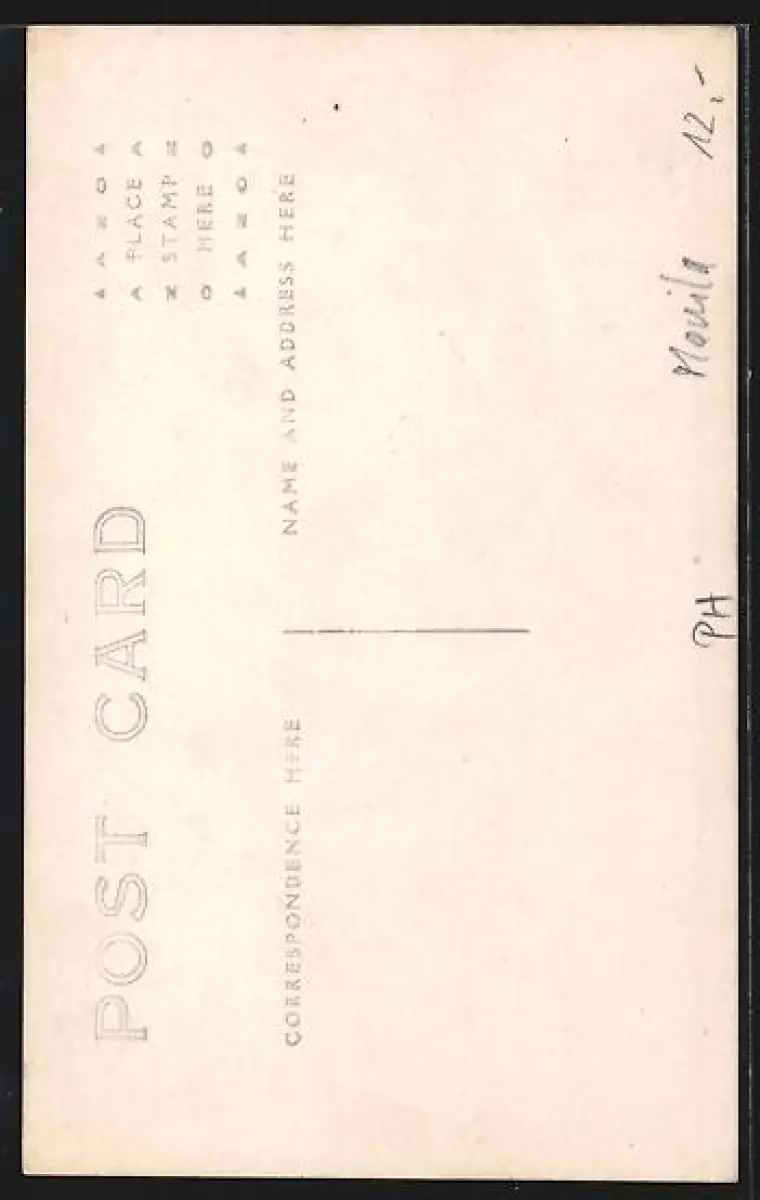 POST CARD
▲ A Z O ▲
A PLACE A
Z STAMP Z
O HERE O
▲ A Z O ▲
CORRESPONDENCE HERE
NAME AND ADDRESS HERE
PH
Manila
12.-